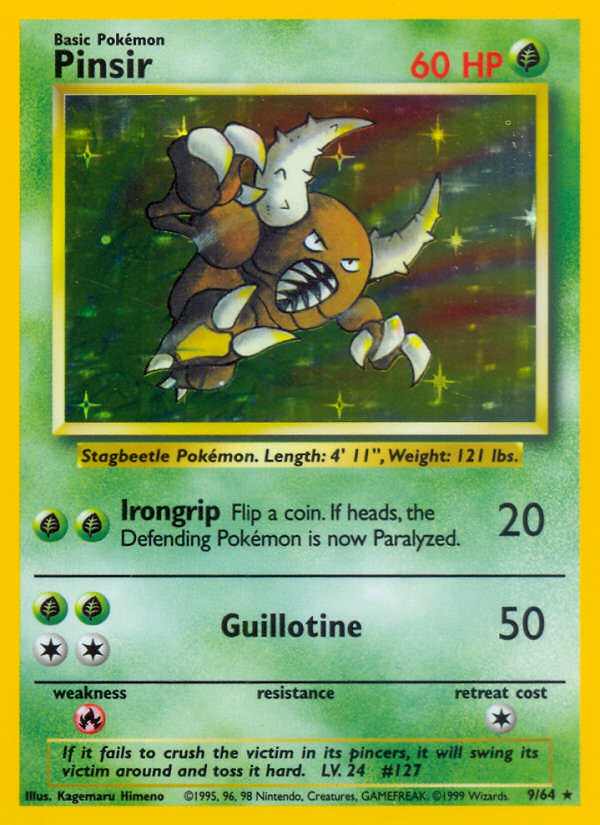 Basic Pokémon
Pinsir
60 HP
Stagbeetle Pokémon. Length: 4' 11", Weight: 121 lbs.
Irongrip Flip a coin. If heads, the
Defending Pokémon is now Paralyzed.
20
Guillotine
50
weakness resistance retreat cost
If it fails to crush the victim in its pincers, it will swing its
victim around and toss it hard. LV. 24 #127
Illus. Kagemaru Himeno ©1995, 96, 98 Nintendo, Creatures, GAMEFREAK. ©1999 Wizards. 9/64 ★